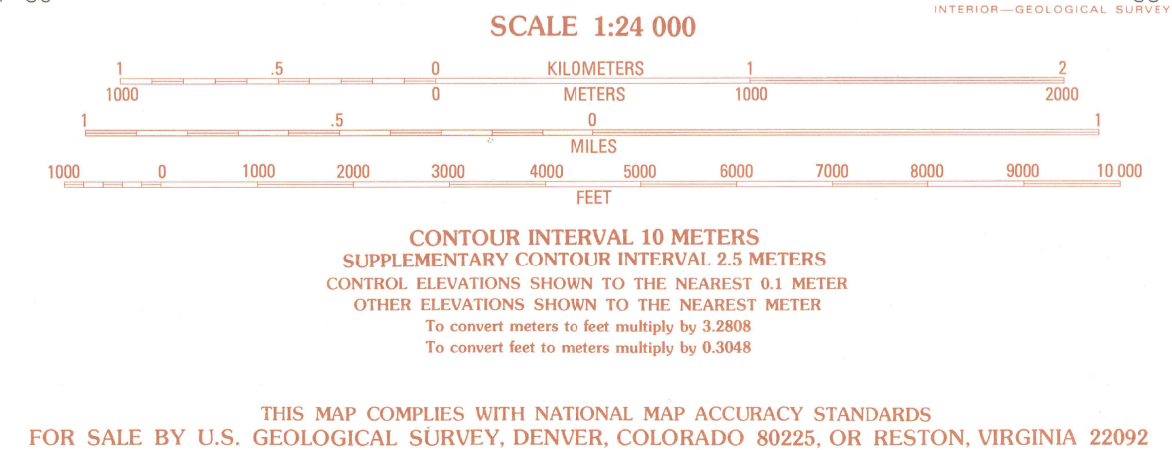 INTERIOR—GEOLOGICAL SURVEY
SCALE 1:24 000
1 .5 0 KILOMETERS 1 2
1000 0 METERS 1000 2000
1 .5 0 1
MILES
1000 0 1000 2000 3000 4000 5000 6000 7000 8000 9000 10 000
FEET
CONTOUR INTERVAL 10 METERS
SUPPLEMENTARY CONTOUR INTERVAL 2.5 METERS
CONTROL ELEVATIONS SHOWN TO THE NEAREST 0.1 METER
OTHER ELEVATIONS SHOWN TO THE NEAREST METER
To convert meters to feet multiply by 3.2808
To convert feet to meters multiply by 0.3048
THIS MAP COMPLIES WITH NATIONAL MAP ACCURACY STANDARDS
FOR SALE BY U.S. GEOLOGICAL SURVEY, DENVER, COLORADO 80225, OR RESTON, VIRGINIA 22092